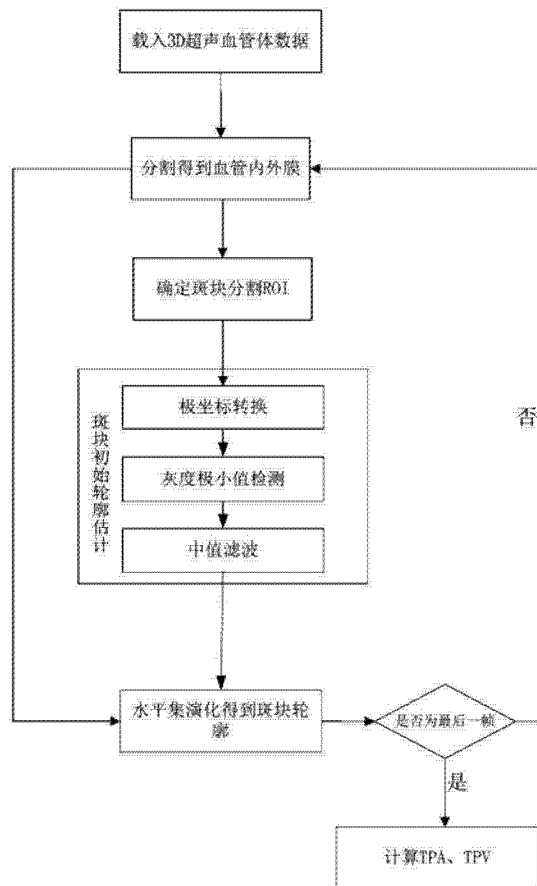 载入3D超声血管体数据
分割得到血管内外膜
确定斑块分割ROI
斑块初始轮廓估计
极坐标转换
灰度极小值检测
中值滤波
否
水平集演化得到斑块轮
廓
是否为最后一帧
是
计算TPA、TPV